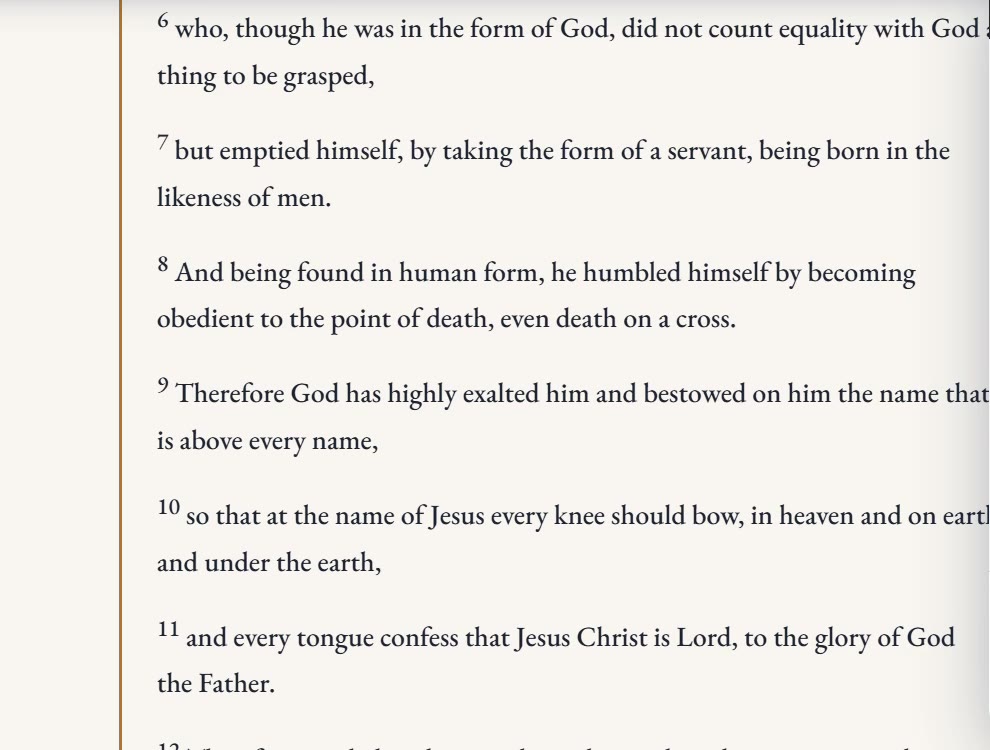 6 who, though he was in the form of God, did not count equality with God
thing to be grasped,
7 but emptied himself, by taking the form of a servant, being born in the
likeness of men.
8 And being found in human form, he humbled himself by becoming
obedient to the point of death, even death on a cross.
9 Therefore God has highly exalted him and bestowed on him the name that
is above every name,
10 so that at the name of Jesus every knee should bow, in heaven and on earth
and under the earth,
11 and every tongue confess that Jesus Christ is Lord, to the glory of God
the Father.